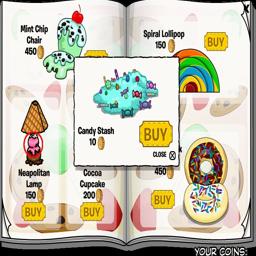 X
Mint Chip
Chair
450
Spiral Lollipop
150
BUY
Candy Stash
10
BUY
CLOSE X
Neapolitan
Lamp
150
BUY
Cocoa
Cupcake
200
BUY
450
YOUR COINS: